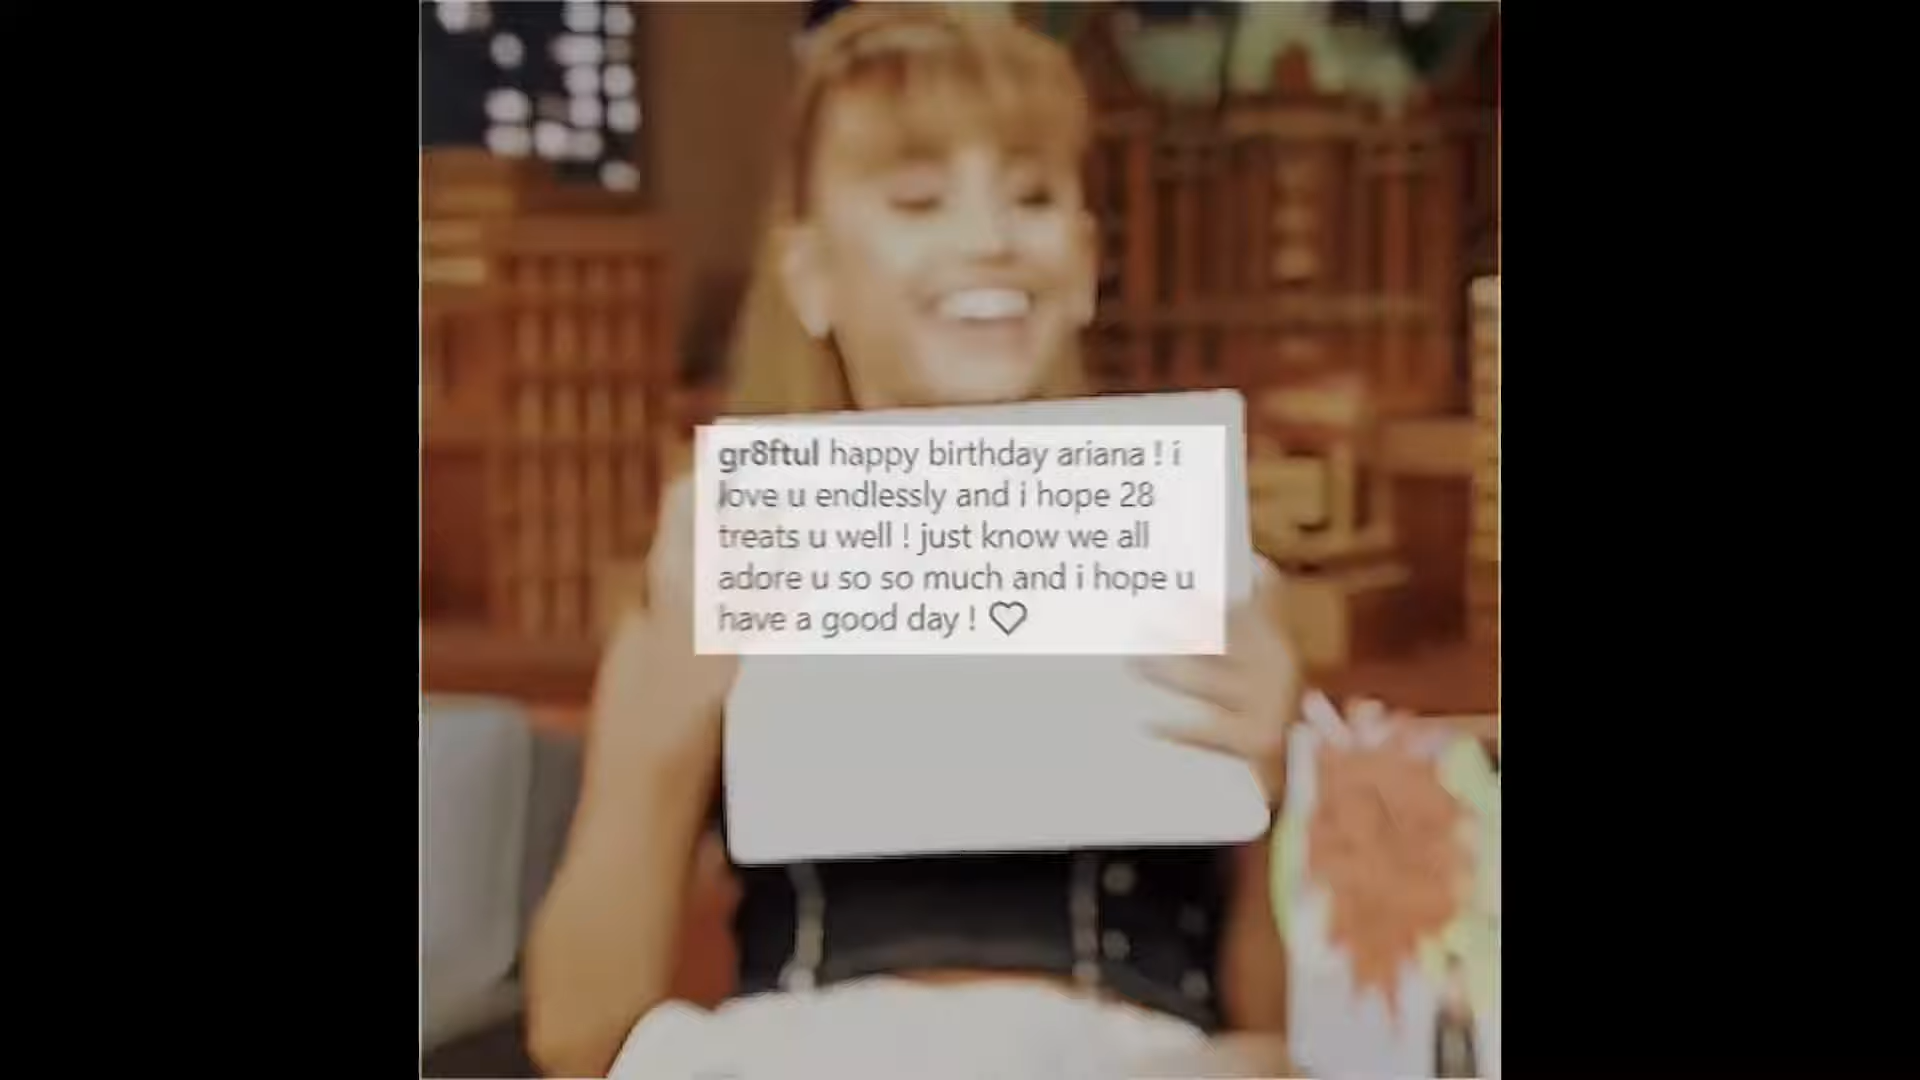 gr8ftul happy birthday ariana ! i
love u endlessly and i hope 28
treats u well ! just know we all
adore u so so much and i hope u
have a good day ! ♡